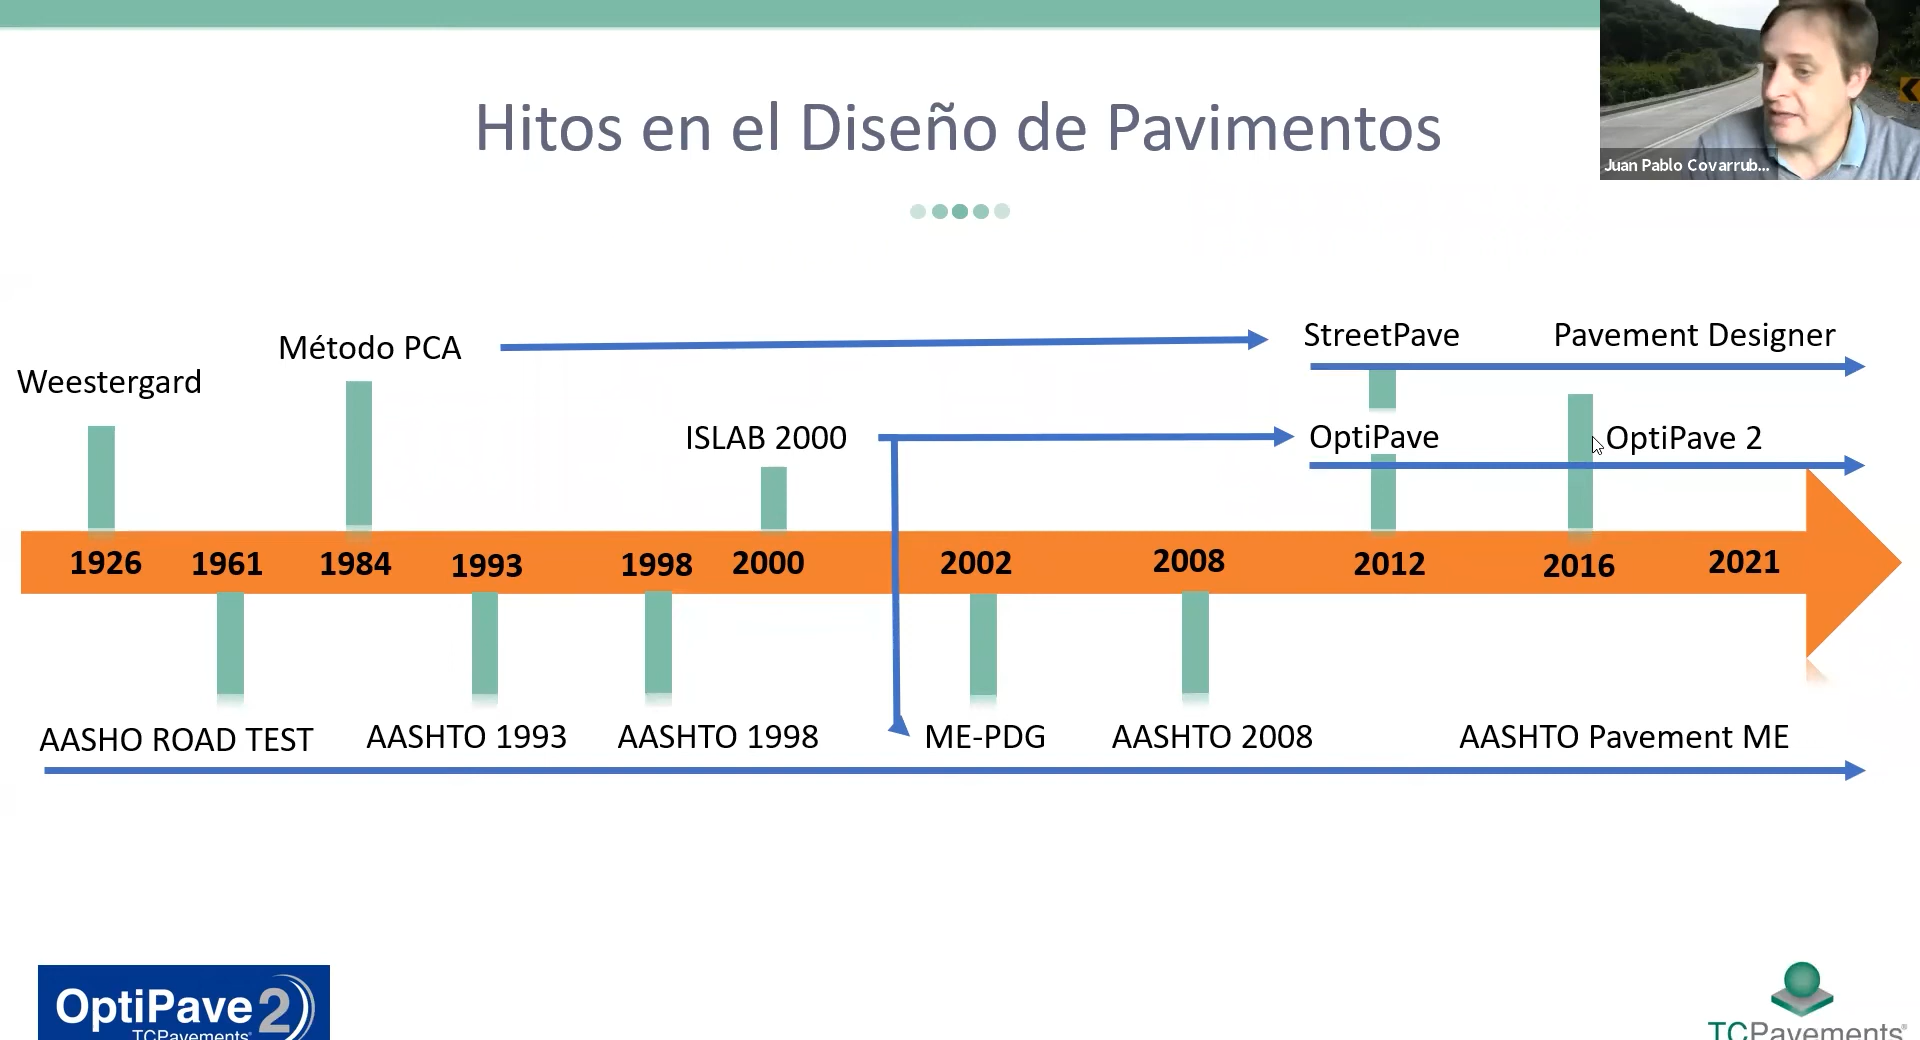 Hitos en el Diseño de Pavimentos
Juan Pablo Covarrub...
Método PCA
StreetPave
Pavement Designer
Weestergard
ISLAB 2000
OptiPave
OptiPave 2
1926
1961
1984
1993
1998
2000
2002
2008
2012
2016
2021
AASHO ROAD TEST
AASHTO 1993
AASHTO 1998
ME-PDG
AASHTO 2008
AASHTO Pavement ME
OptiPave2
TCPavements
TCPavements®